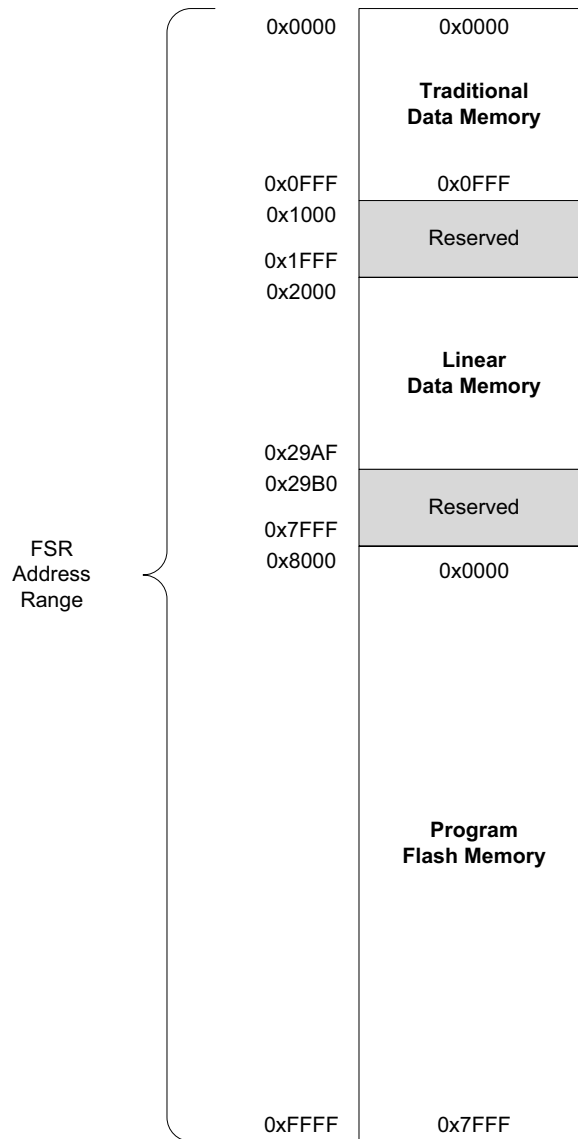 0x0000 0x0000
Traditional
Data Memory
0x0FFF 0x0FFF
0x1000
Reserved
0x1FFF
0x2000
Linear
Data Memory
0x29AF
0x29B0
Reserved
0x7FFF
0x8000 0x0000
FSR
Address
Range
Program
Flash Memory
0xFFFF 0x7FFF